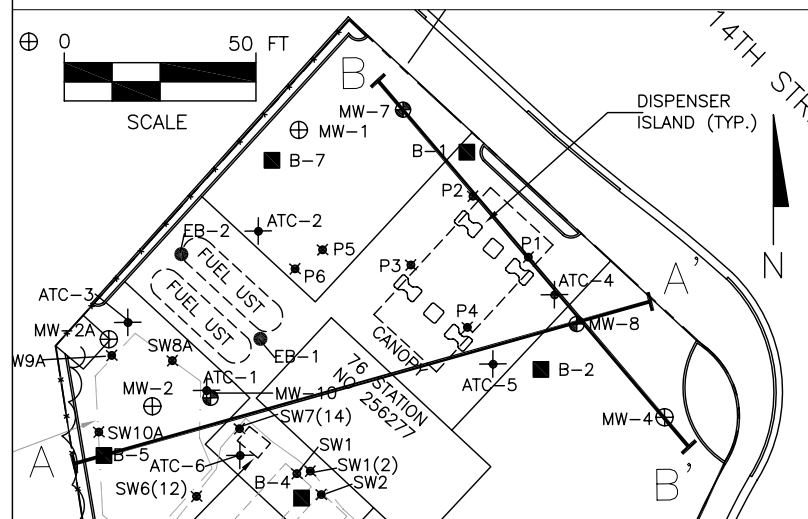 0 50 FT
SCALE
14TH STR
DISPENSER
ISLAND (TYP.)
N
B
MW-7
MW-1
B-1
B-7
P2
ATC-2
EB-2
P5
P6
P3
P1
A'
FUEL UST
FUEL UST
ATC-4
ATC-3
P4
MW-8
MW-2A
CANOPY
EB-1
W9A
SW8A
76 STATION
NO. 256277
ATC-5
B-2
ATC-1
MW-10
MW-2
SW7(14)
MW-4
SW10A
A
B-5
ATC-6
SW1
SW1(2)
B'
B-4
SW6(12)
SW2